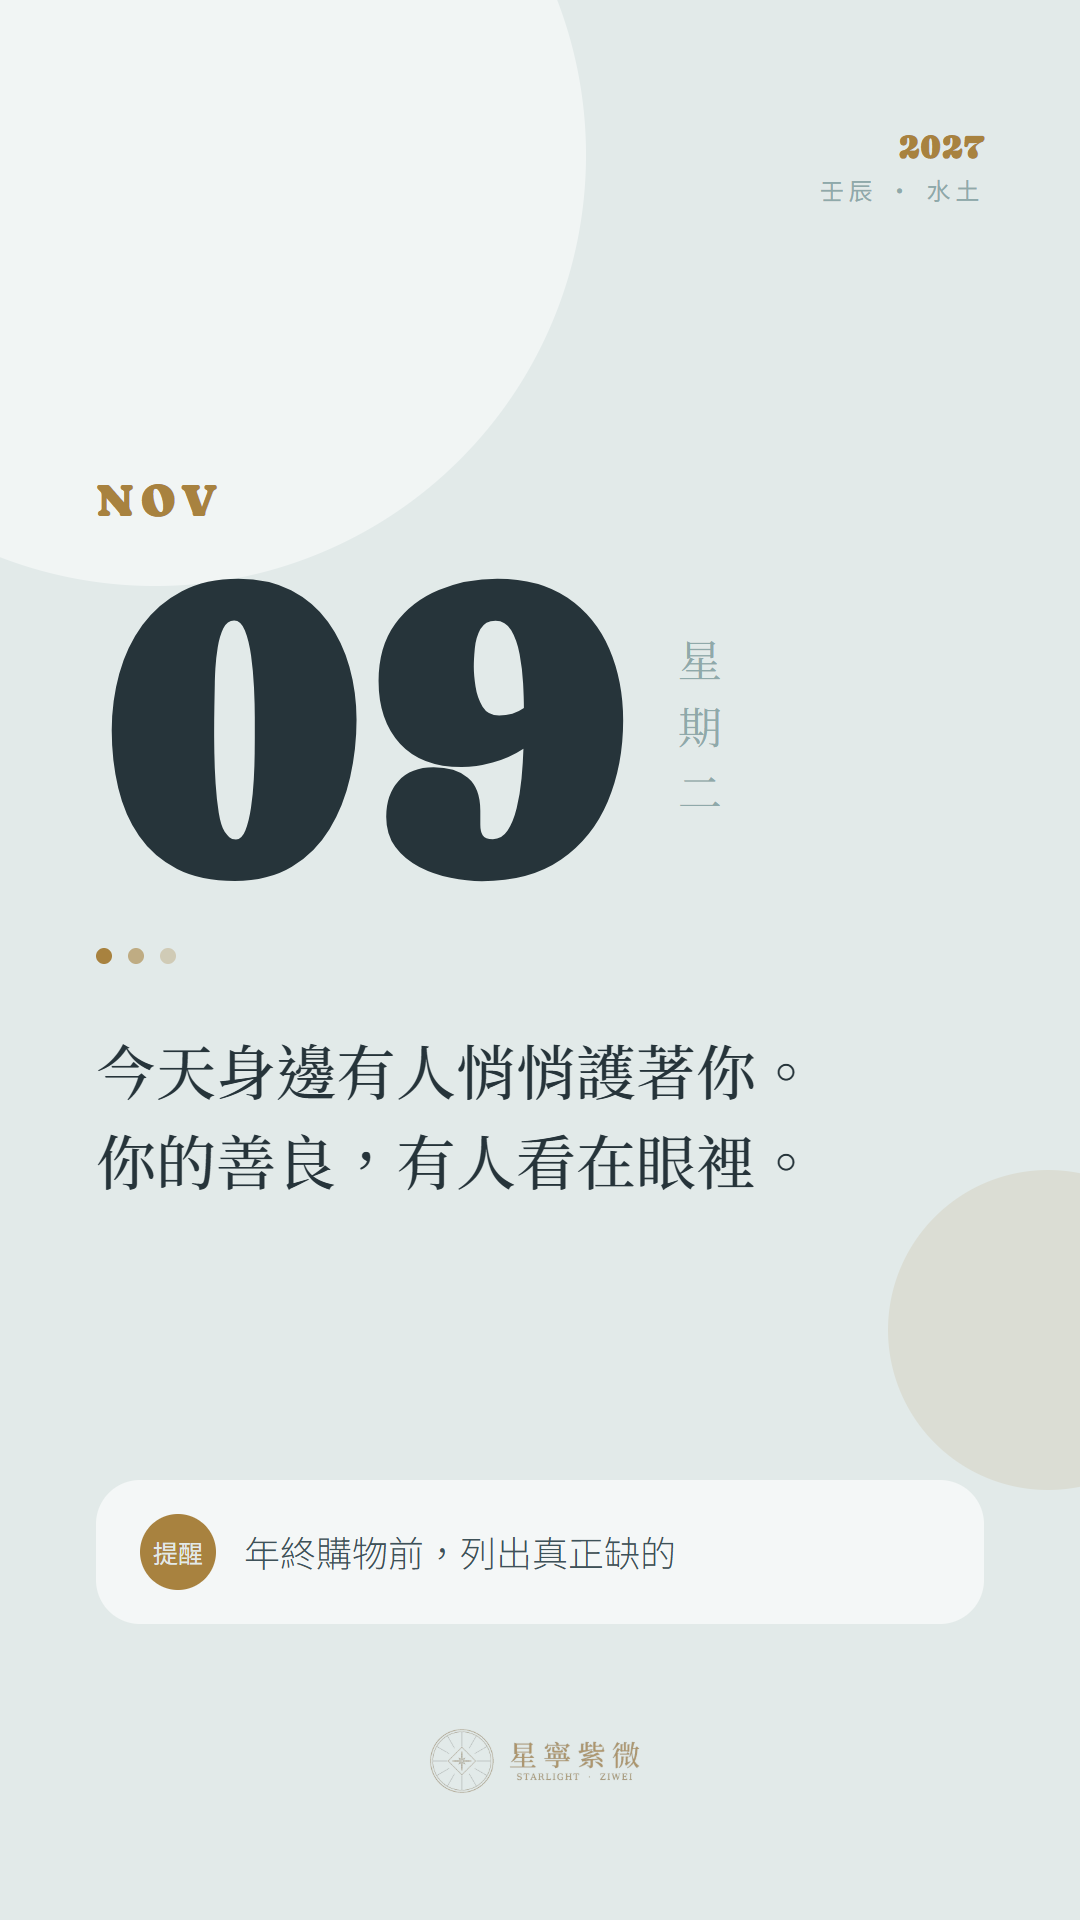 2027
壬辰 · 水土
NOV
09
星期二
今天身邊有人悄悄護著你。
你的善良，有人看在眼裡。
提醒
年終購物前，列出真正缺的
星寧紫微
STARLIGHT · ZIWEI